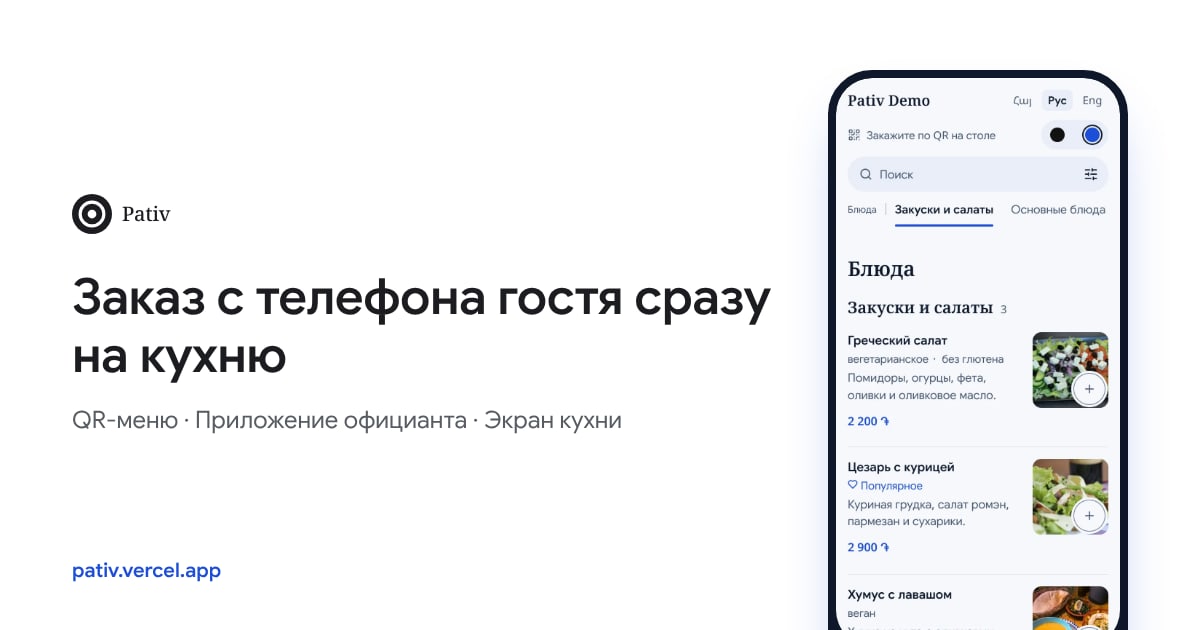 Pativ
Заказ с телефона гостя сразу
на кухню
QR-меню · Приложение официанта · Экран кухни
pativ.vercel.app
Pativ Demo
Հայ Рус Eng
Закажите по QR на столе
Поиск
Блюда Закуски и салаты Основные блюда
Блюда
Закуски и салаты 3
Греческий салат
вегетарианское · без глютена
Помидоры, огурцы, фета,
оливки и оливковое масло.
2 200 ֏
Цезарь с курицей
Популярное
Куриная грудка, салат ромэн,
пармезан и сухарики.
2 900 ֏
Хумус с лавашом
веган